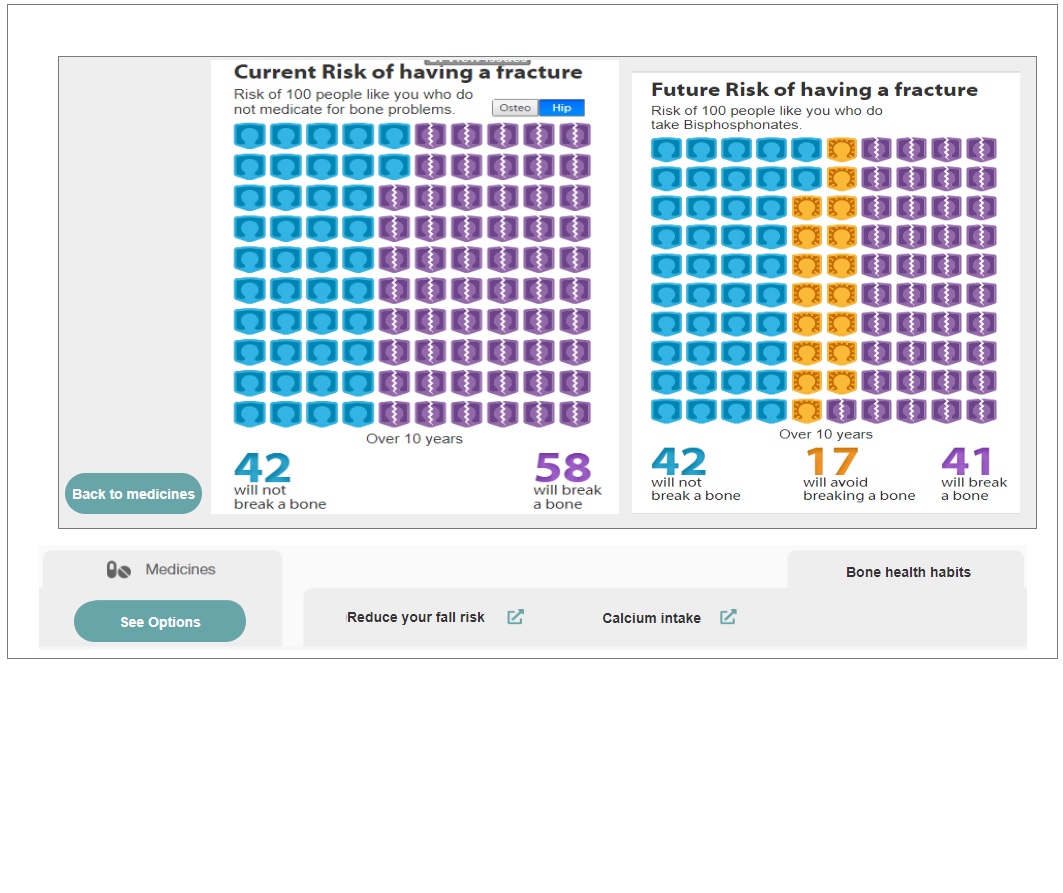 Current Risk of having a fracture
Risk of 100 people like you who do
not medicate for bone problems.
Osteo
Hip
Over 10 years
42
will not
break a bone
58
will break
a bone
Future Risk of having a fracture
Risk of 100 people like you who do
take Bisphosphonates.
Over 10 years
42
will not
break a bone
17
will avoid
breaking a bone
41
will break
a bone
Back to medicines
Medicines
See Options
Bone health habits
Reduce your fall risk
Calcium intake